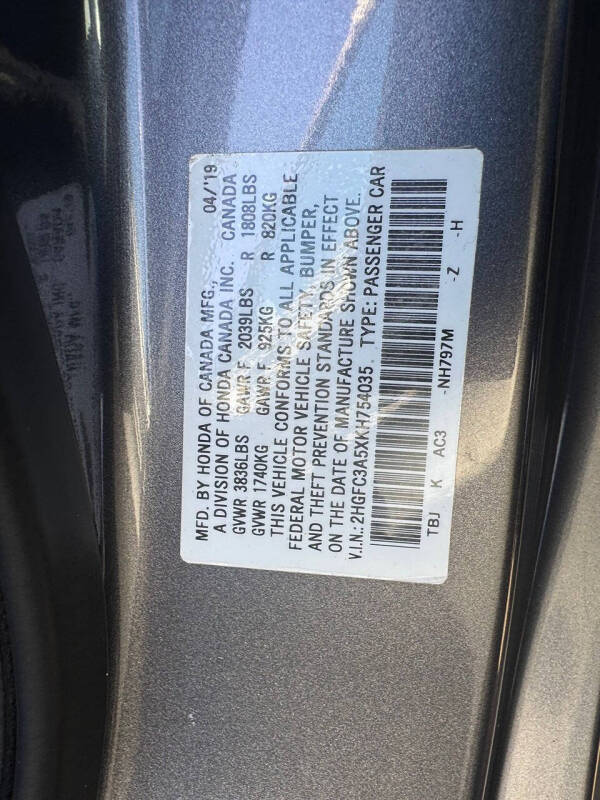 MFD. BY HONDA OF CANADA MFG., 04/'19
A DIVISION OF HONDA CANADA INC. CANADA
GVWR 3836LBS GAWR F 2039LBS R 1808LBS
GVWR 1740KG GAWR F 925KG R 820KG
THIS VEHICLE CONFORMS TO ALL APPLICABLE
FEDERAL MOTOR VEHICLE SAFETY, BUMPER,
AND THEFT PREVENTION STANDARDS IN EFFECT
ON THE DATE OF MANUFACTURE SHOWN ABOVE.
V.I.N.:2HGFC3A5XKH754035 TYPE: PASSENGER CAR
TBJ K AC3 -NH797M -Z -H